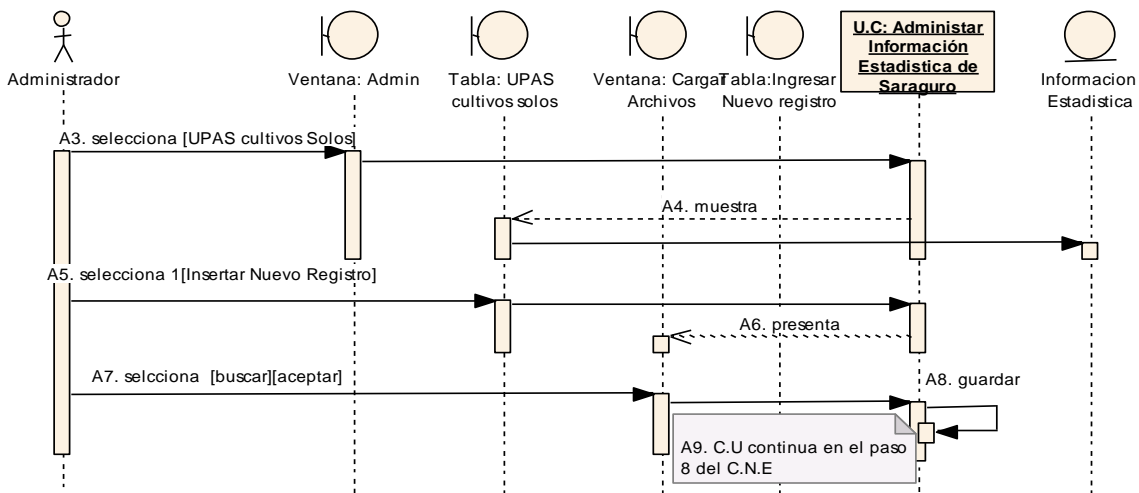 Administrador
Ventana: Admin
Tabla: UPAS
cultivos solos
Ventana: Cargar
Archivos
Tabla:Ingresar
Nuevo registro
U.C: Administar
Información
Estadistica de
Saraguro
Informacion
Estadistica
A3. selecciona [UPAS cultivos Solos]
A4. muestra
A5. selecciona 1[Insertar Nuevo Registro]
A6. presenta
A7. selcciona [buscar][aceptar]
A8. guardar
A9. C.U continua en el paso
8 del C.N.E